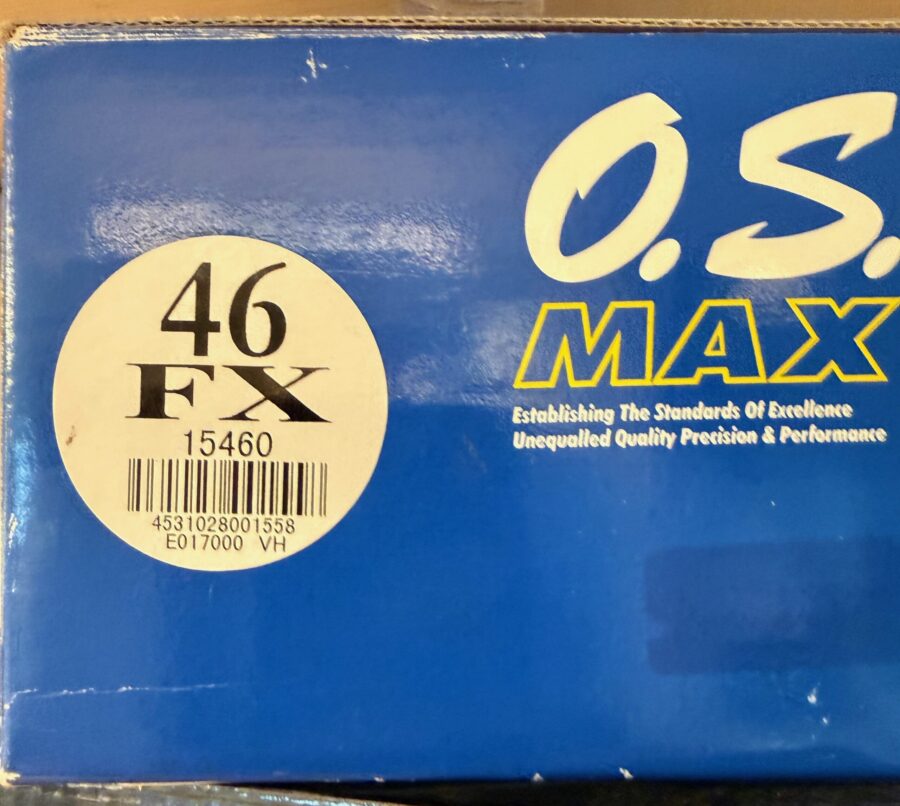 46
FX
15460
4531028001558
E017000 VH
O.S.
MAX
Establishing The Standards Of Excellence
Unequalled Quality Precision & Performance